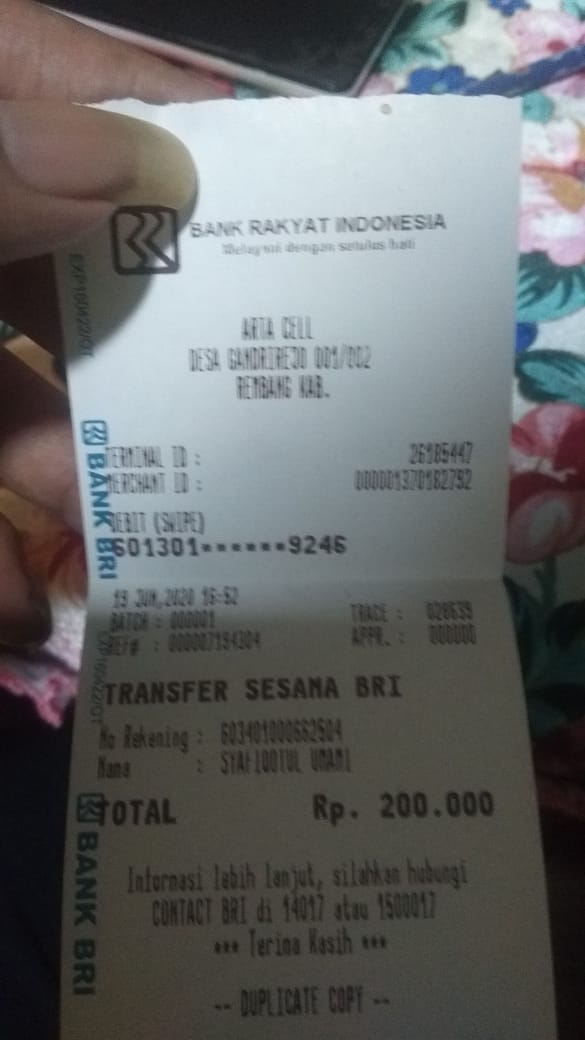 BANK RAKYAT INDONESIA
Melayani dengan setulus hati
ARTA CELL
DESA GANDRIREJO 001/002
REMBANG KAB.
TERMINAL ID : 26185447
MERCHANT ID : 000001370182792
DEBIT (SWIPE)
601301******9246
19 JUN,2020 16:52
BATCH : 000001 TRACE : 028639
REF# : 000007194304 APPR. : 000000
TRANSFER SESAMA BRI
No Rekening : 603401000662504
Nama : SYAFIQOTUL UMAMI
TOTAL Rp. 200.000
Informasi lebih lanjut, silahkan hubungi
CONTACT BRI di 14017 atau 1500017
*** Terima Kasih ***
-- DUPLICATE COPY --
BANK BRI
BANK BRI